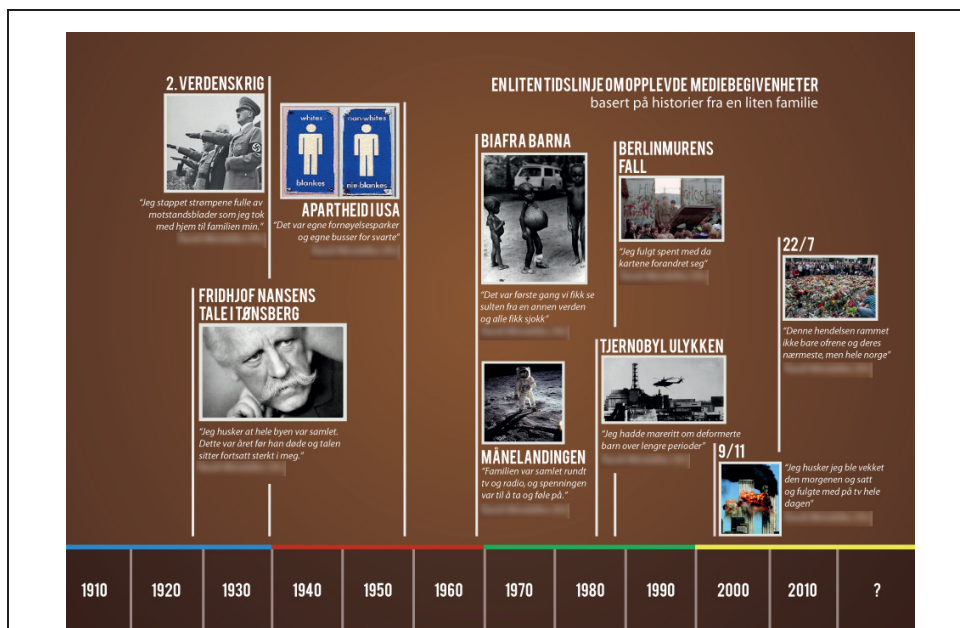 EN LITEN TIDSLINJE OM OPPLEVDE MEDIEBEGIVENHETER
basert på historier fra en liten familie
2. VERDENSKRIG
"Jeg stappet strømpene fulle av
motstandsblader som jeg tok
med hjem til familien min."
whites
blankes
non-whites
nie-blankes
APARTHEID I USA
"Det var egne fornøyelsesparker
og egne busser for svarte"
FRIDHJOF NANSENS
TALE I TØNSBERG
"Jeg husker at hele byen var samlet.
Dette var året før han døde og talen
sitter fortsatt sterkt i meg."
BIAFRA BARNA
"Det var første gang vi fikk se
sulten fra en annen verden
og alle fikk sjokk"
MÅNELANDINGEN
"Familien var samlet rundt
tv og radio, og spenningen
var til å ta og føle på."
BERLINMURENS
FALL
"Jeg fulgt spent med da
kartene forandret seg"
TJERNOBYL ULYKKEN
"Jeg hadde mareritt om deformerte
barn over lengre perioder"
22/7
"Denne hendelsen rammet
ikke bare ofrene og deres
nærmeste, men hele norge"
9/11
"Jeg husker jeg ble vekket
den morgenen og satt
og fulgte med på tv hele
dagen"
1910 1920 1930 1940 1950 1960 1970 1980 1990 2000 2010 ?